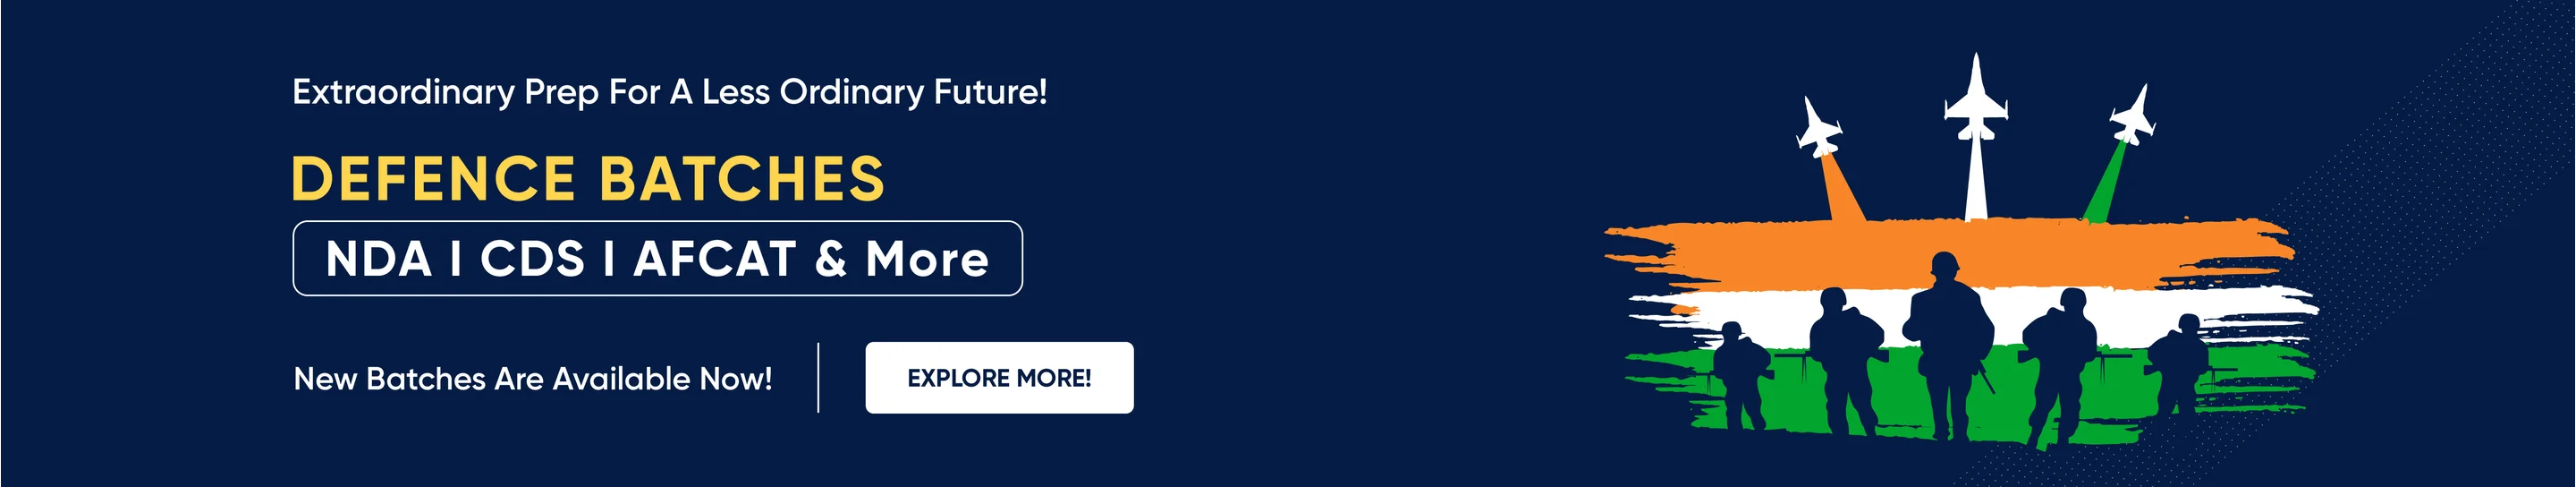 Extraordinary Prep For A Less Ordinary Future!
DEFENCE BATCHES
NDA | CDS | AFCAT & More
New Batches Are Available Now!
EXPLORE MORE!